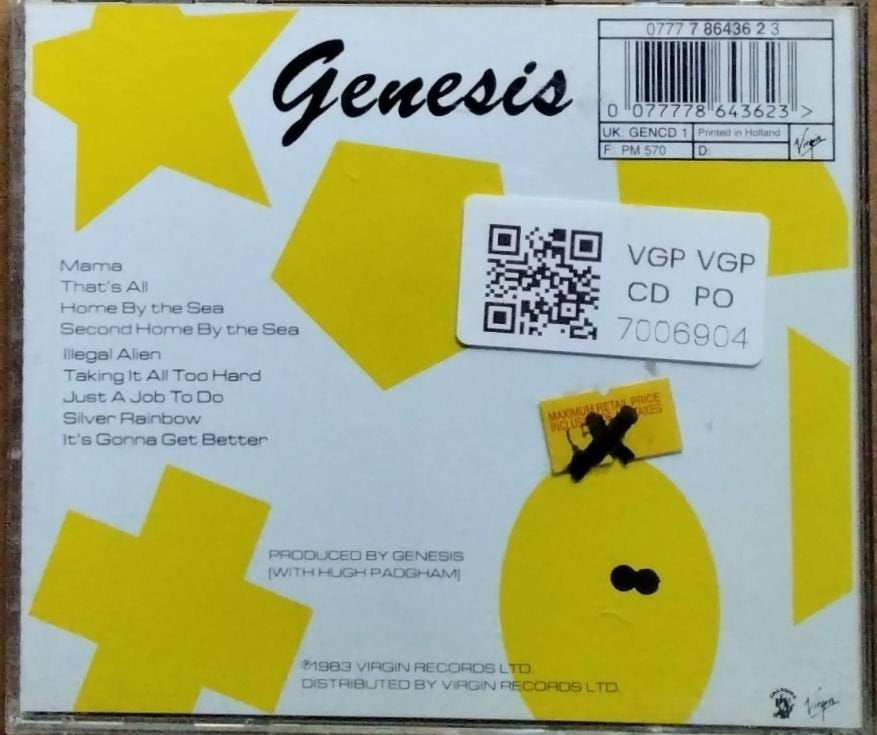 Genesis
0777 7 86436 2 3
0 077778 643623 >
UK: GENCD 1
Printed in Holland
F: PM 570
D:
Virgin
VGP VGP
CD PO
7006904
Mama
That's All
Home By the Sea
Second Home By the Sea
Illegal Alien
Taking It All Too Hard
Just A Job To Do
Silver Rainbow
It's Gonna Get Better
MAXIMUM RETAIL PRICE
TAXES
PRODUCED BY GENESIS
(WITH HUGH PADGHAM)
℗1983 VIRGIN RECORDS LTD.
DISTRIBUTED BY VIRGIN RECORDS LTD.
Virgin